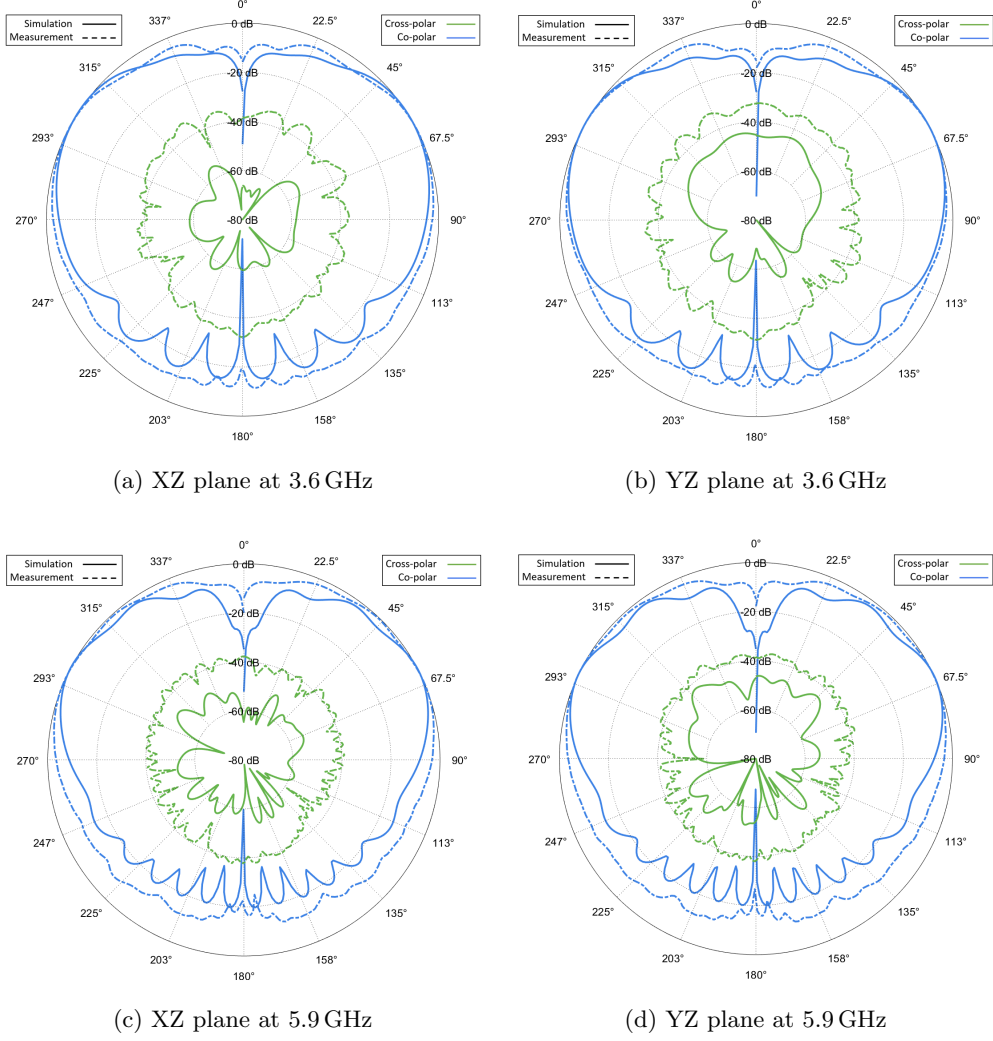 0°
Simulation
Measurement
337°
0 dB
22.5°
Cross-polar
Co-polar
315°
45°
-20 dB
293°
-40 dB
67.5°
-60 dB
270°
-80 dB
90°
247°
113°
225°
135°
203°
158°
180°
(a) XZ plane at 3.6 GHz
0°
Simulation
Measurement
337°
0 dB
22.5°
Cross-polar
Co-polar
315°
45°
-20 dB
293°
-40 dB
67.5°
-60 dB
270°
-80 dB
90°
247°
113°
225°
135°
203°
158°
180°
(b) YZ plane at 3.6 GHz
0°
Simulation
Measurement
337°
0 dB
22.5°
Cross-polar
Co-polar
315°
45°
-20 dB
293°
-40 dB
67.5°
-60 dB
270°
-80 dB
90°
247°
113°
225°
135°
203°
158°
180°
(c) XZ plane at 5.9 GHz
0°
Simulation
Measurement
337°
0 dB
22.5°
Cross-polar
Co-polar
315°
45°
-20 dB
293°
-40 dB
67.5°
-60 dB
270°
-80 dB
90°
247°
113°
225°
135°
203°
158°
180°
(d) YZ plane at 5.9 GHz